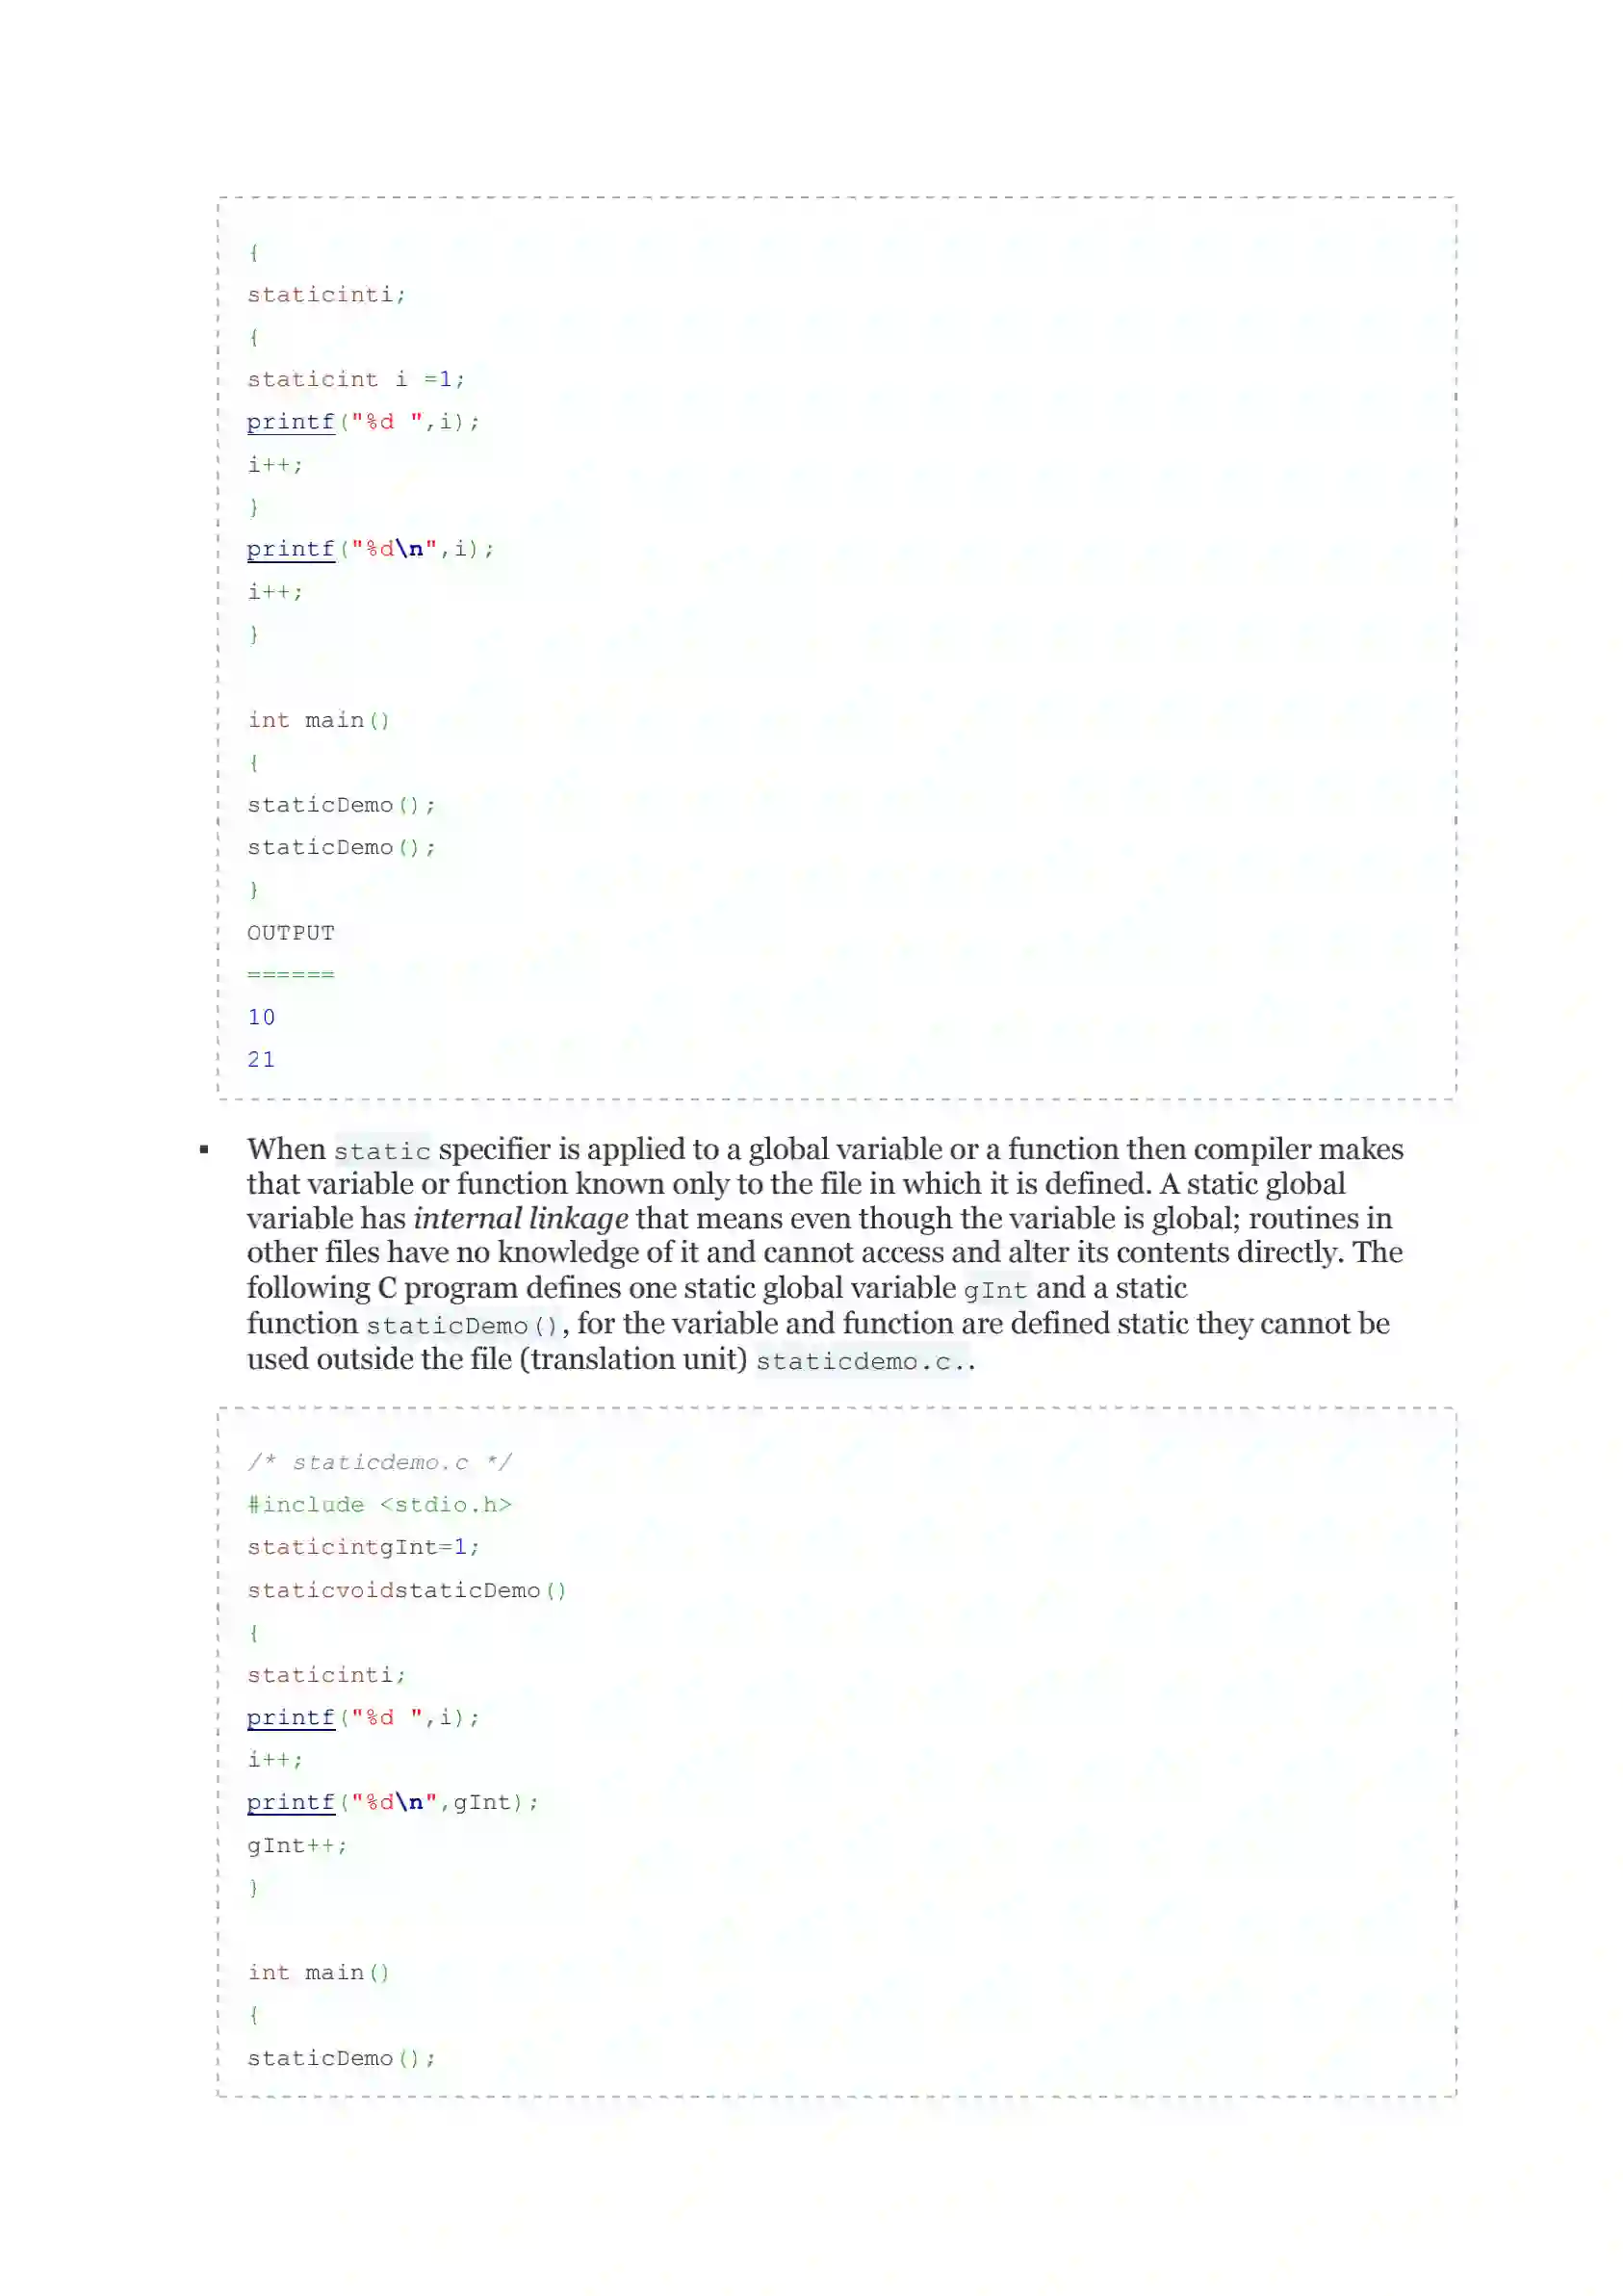 {
staticinti;
{
staticint i =1;
printf("%d ",i);
i++;
}
printf("%d\n",i);
i++;
}
int main()
{
staticDemo();
staticDemo();
}
OUTPUT
======
10
21
▪ When static specifier is applied to a global variable or a function then compiler makes
that variable or function known only to the file in which it is defined. A static global
variable has internal linkage that means even though the variable is global; routines in
other files have no knowledge of it and cannot access and alter its contents directly. The
following C program defines one static global variable gInt and a static
function staticDemo(), for the variable and function are defined static they cannot be
used outside the file (translation unit) staticdemo.c..
/* staticdemo.c */
#include <stdio.h>
staticintgInt=1;
staticvoidstaticDemo()
{
staticinti;
printf("%d ",i);
i++;
printf("%d\n",gInt);
gInt++;
}
int main()
{
staticDemo();